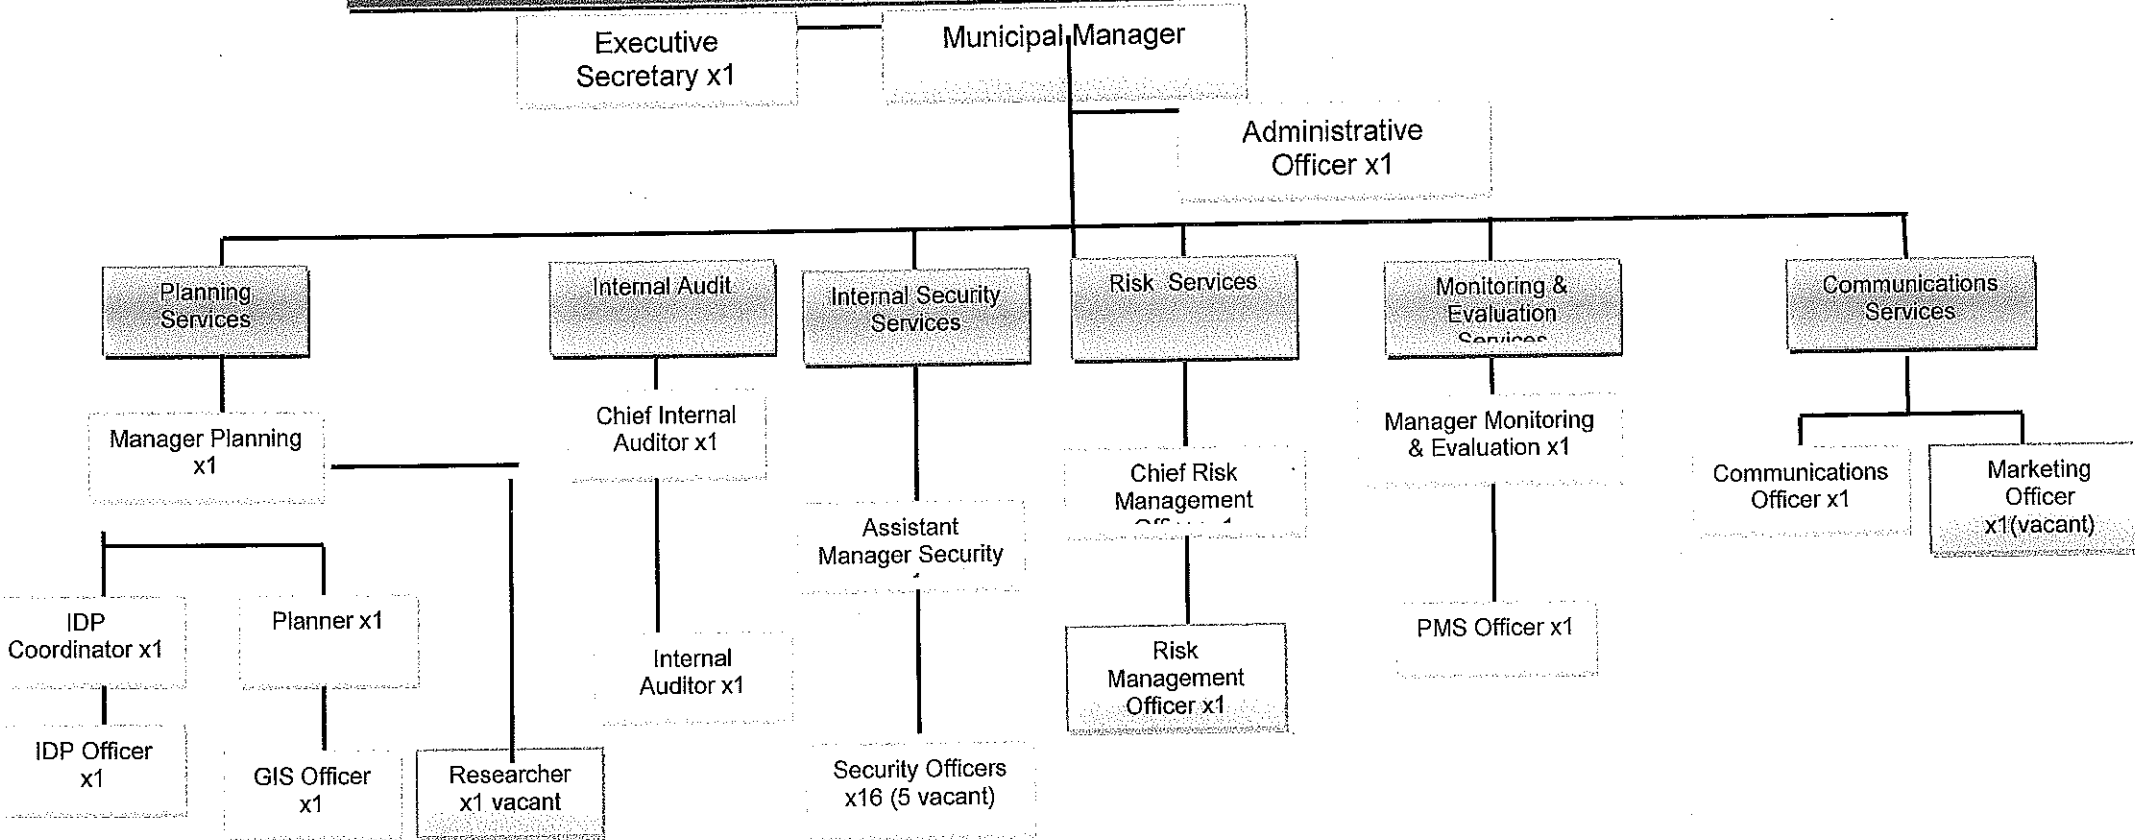 Executive
Secretary x1
Municipal Manager
Administrative
Officer x1
Planning
Services
Internal Audit
Internal Security
Services
Risk Services
Monitoring &
Evaluation
Services
Communications
Services
Manager Planning
x1
Chief Internal
Auditor x1
Assistant
Manager Security
Chief Risk
Management
Manager Monitoring
& Evaluation x1
Communications
Officer x1
Marketing
Officer
x1(vacant)
IDP
Coordinator x1
Planner x1
Internal
Auditor x1
Risk
Management
Officer x1
PMS Officer x1
IDP Officer
x1
GIS Officer
x1
Researcher
x1 vacant
Security Officers
x16 (5 vacant)